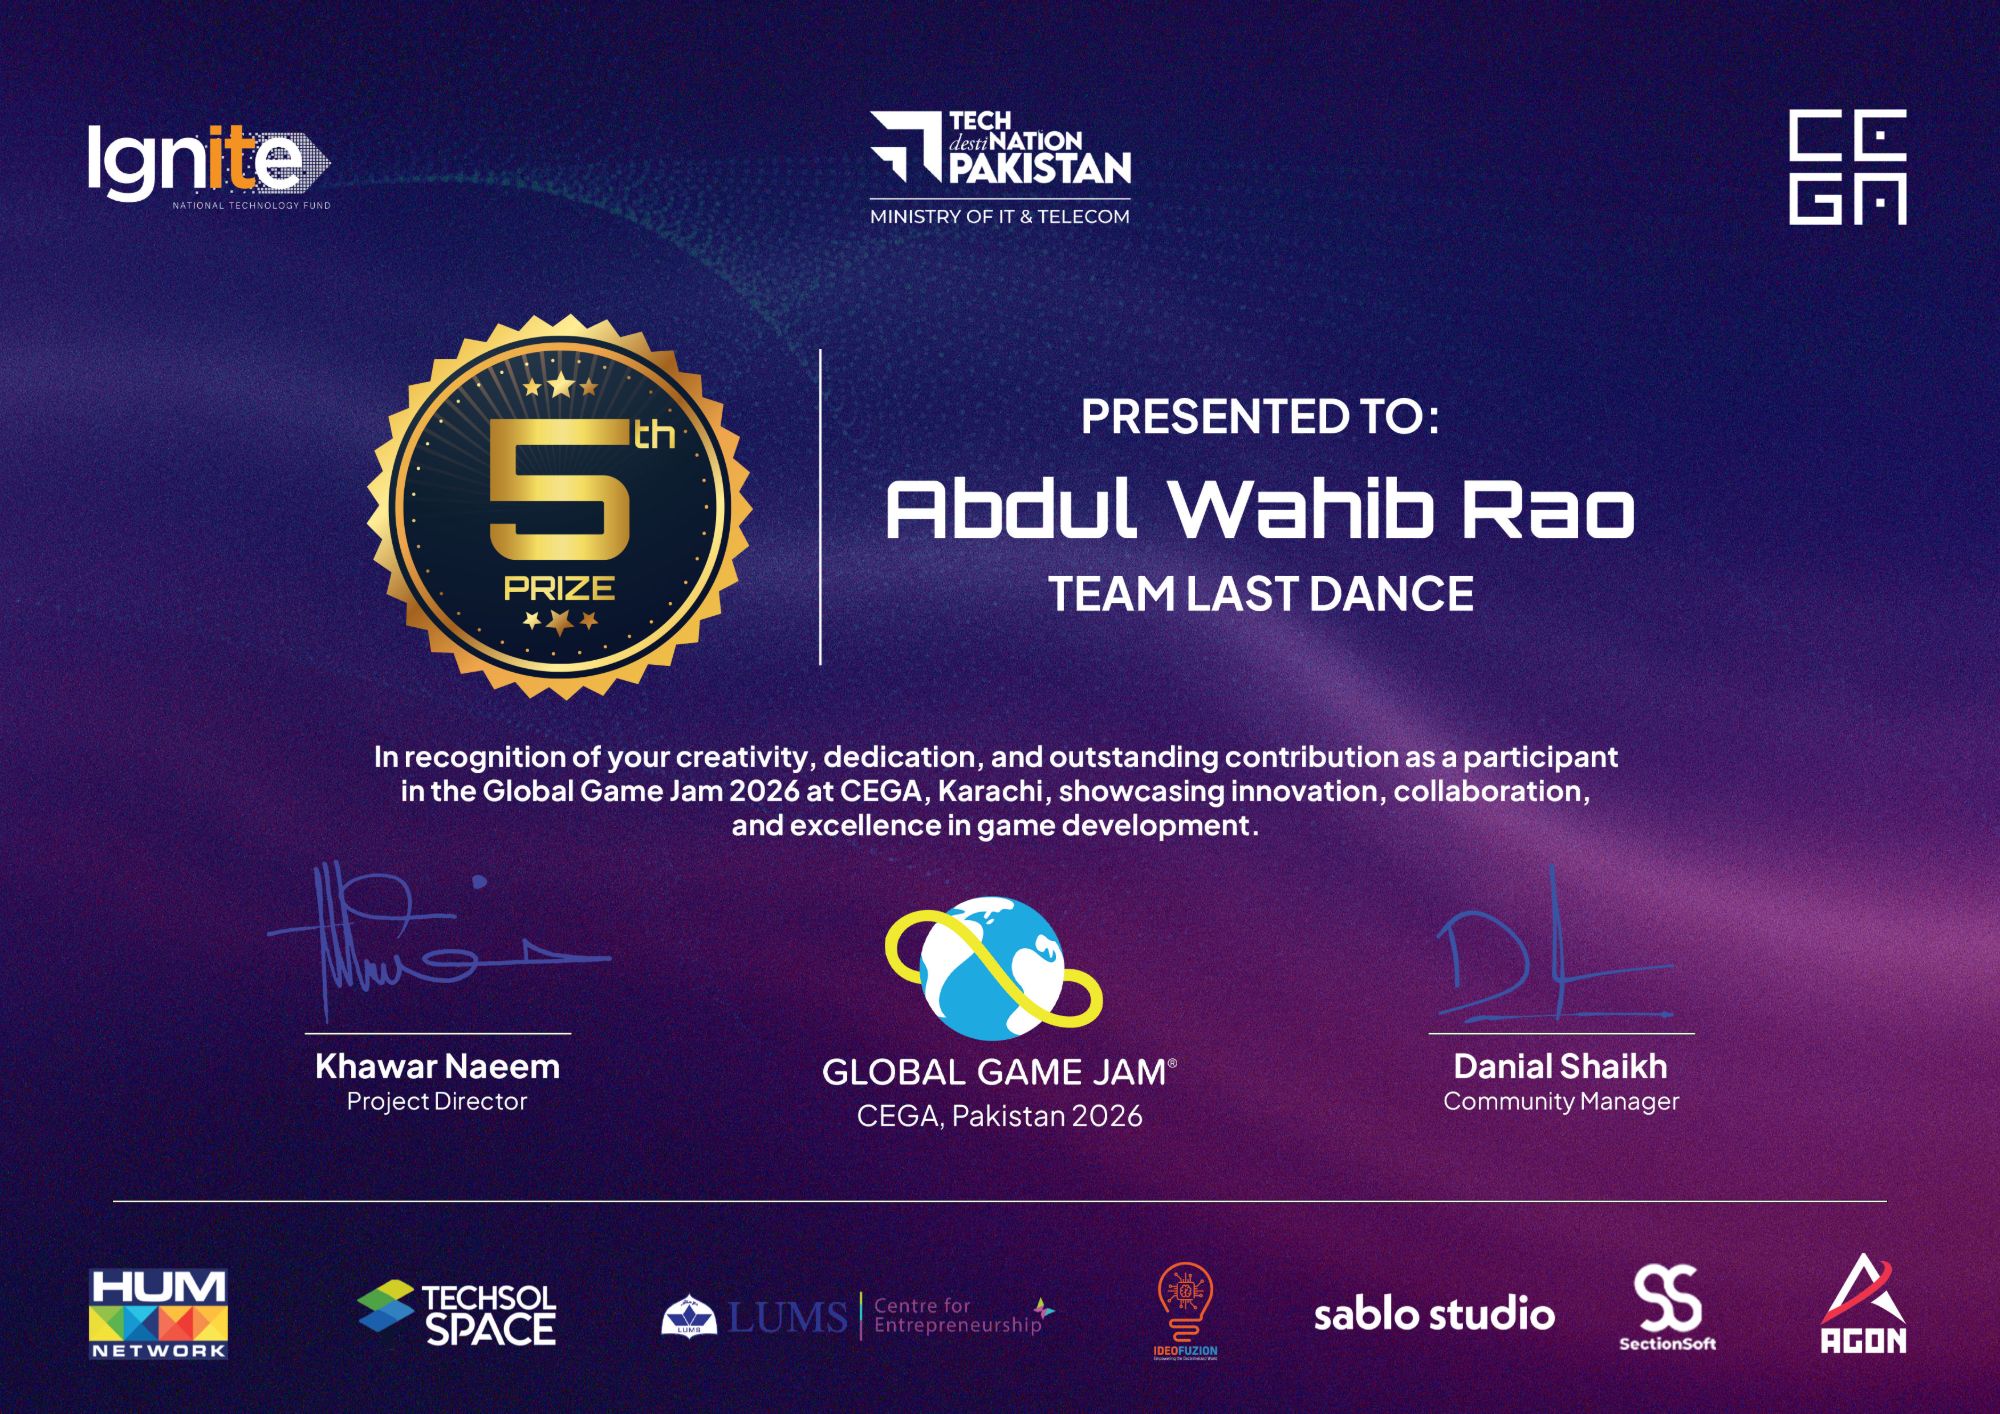 Ignite
NATIONAL TECHNOLOGY FUND
TECH
destiNATION
PAKISTAN
MINISTRY OF IT & TELECOM
CE
GA
5th
PRIZE
PRESENTED TO:
Abdul Wahib Rao
TEAM LAST DANCE
In recognition of your creativity, dedication, and outstanding contribution as a participant
in the Global Game Jam 2026 at CEGA, Karachi, showcasing innovation, collaboration,
and excellence in game development.
Khawar Naeem
Project Director
GLOBAL GAME JAM®
CEGA, Pakistan 2026
Danial Shaikh
Community Manager
HUM
NETWORK
TECHSOL
SPACE
LUMS
LUMS
Centre for
Entrepreneurship
IDEOFUZION
sablo studio
SS
SectionSoft
AGON